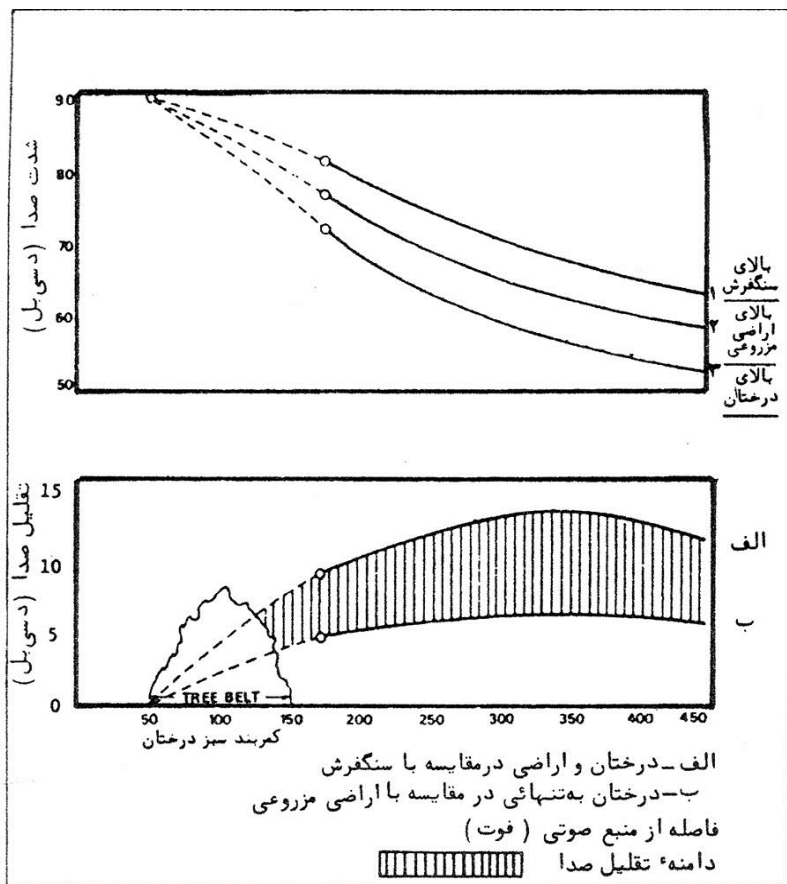 شدت صدا (دسی‌بل)
90
80
70
60
50
۱
بالای
سنگفرش
۲
بالای
اراضی
مزروعی
۳
بالای
درختان
تقلیل صدا (دسی‌بل)
15
10
5
0
الف
ب
TREE BELT
50 100 150 200 250 300 350 400 450
کمربند سبز درختان
الف _ درختان و اراضی درمقایسه با سنگفرش
ب _ درختان به‌تنهائی در مقایسه با اراضی مزروعی
فاصله از منبع صوتی ( فوت )
دامنهٔ تقلیل صدا